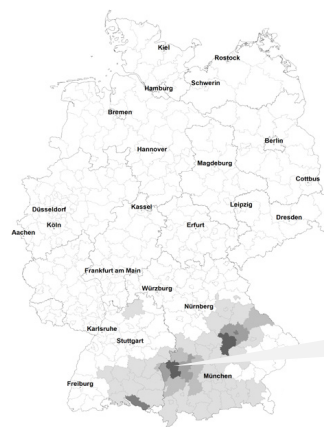 Kiel
Rostock
Schwerin
Hamburg
Bremen
Berlin
Hannover
Magdeburg
Cottbus
Leipzig
Düsseldorf
Kassel
Dresden
Köln
Erfurt
Aachen
Frankfurt am Main
Würzburg
Nürnberg
Karlsruhe
Stuttgart
München
Freiburg